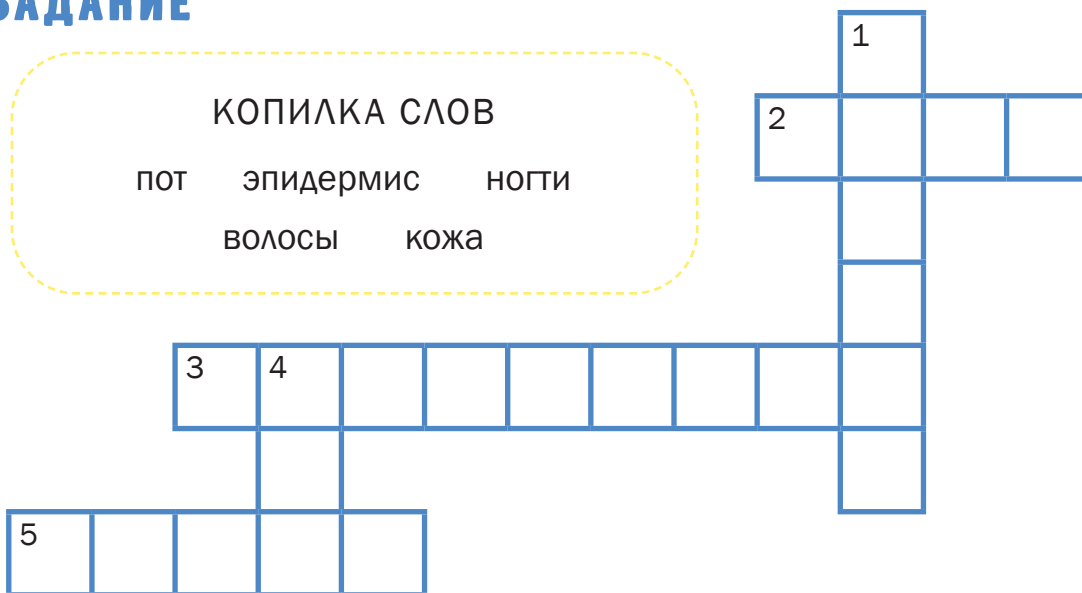 ЗАДАНИЕ
КОПИЛКА СЛОВ
пот эпидермис ногти
волосы кожа
1
2
3 4
5